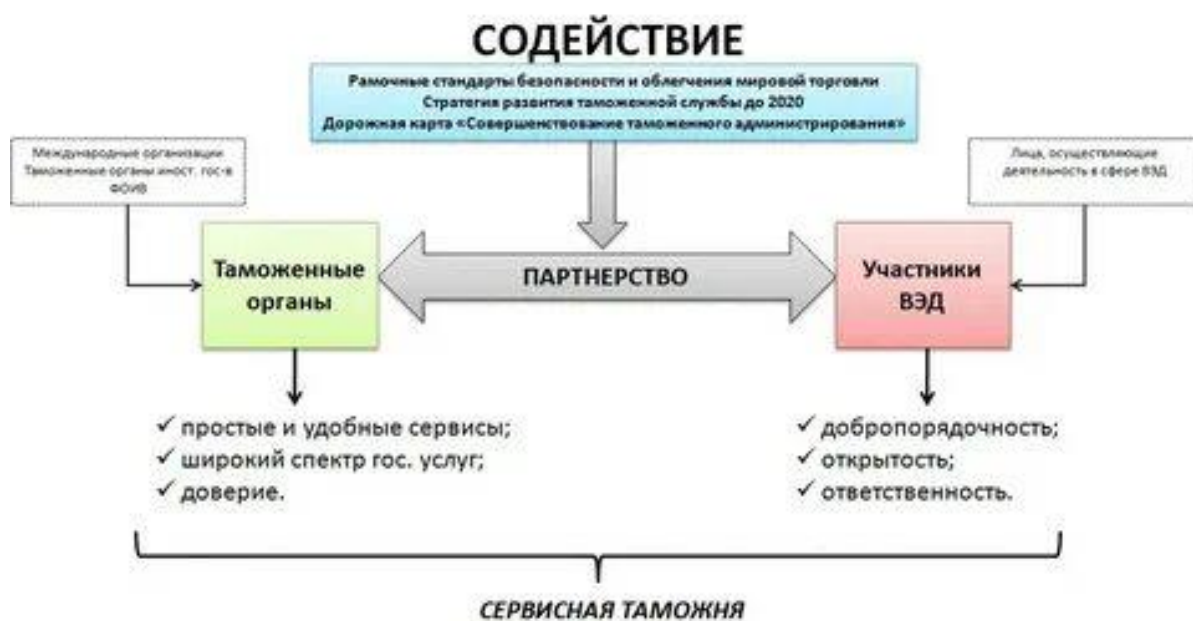 СОДЕЙСТВИЕ
Рамочные стандарты безопасности и облегчения мировой торговли
Стратегия развития таможенной службы до 2020
Дорожная карта «Совершенствование таможенного администрирования»
Международные организации
Таможенные органы иност. гос-в
ФОИВ
Лица, осуществляющие
деятельность в сфере ВЭД
Таможенные
органы
ПАРТНЕРСТВО
Участники
ВЭД
✓ простые и удобные сервисы;
✓ широкий спектр гос. услуг;
✓ доверие.
✓ добропорядочность;
✓ открытость;
✓ ответственность.
СЕРВИСНАЯ ТАМОЖНЯ